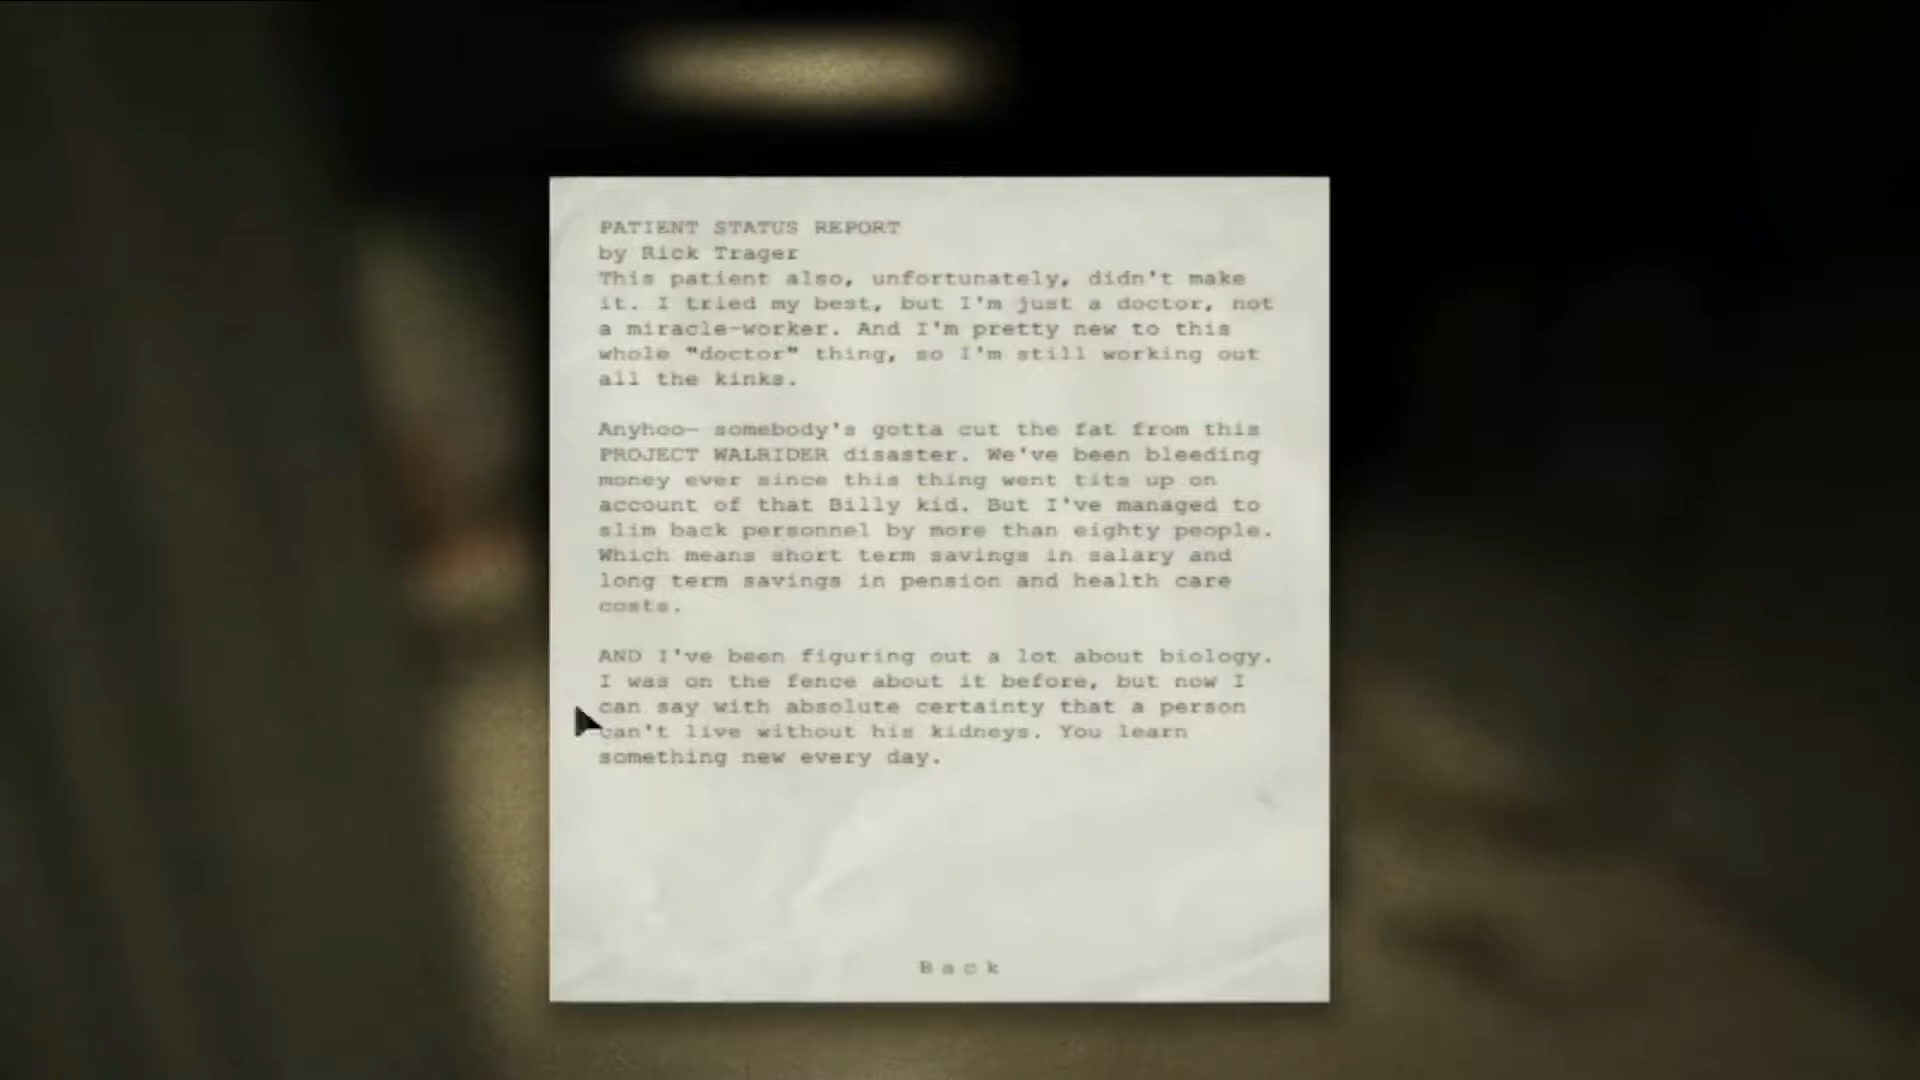 PATIENT STATUS REPORT
by Rick Trager
This patient also, unfortunately, didn't make
it. I tried my best, but I'm just a doctor, not
a miracle-worker. And I'm pretty new to this
whole "doctor" thing, so I'm still working out
all the kinks.
Anyhoo— somebody's gotta cut the fat from this
PROJECT WALRIDER disaster. We've been bleeding
money ever since this thing went tits up on
account of that Billy kid. But I've managed to
slim back personnel by more than eighty people.
Which means short term savings in salary and
long term savings in pension and health care
costs.
AND I've been figuring out a lot about biology.
I was on the fence about it before, but now I
can say with absolute certainty that a person
can't live without his kidneys. You learn
something new every day.
Back